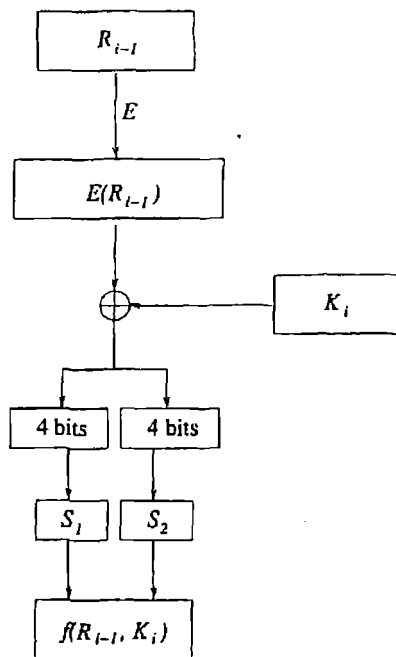 R_{i-1}
E
E(R_{i-1})
K_i
4 bits 4 bits
S_1 S_2
f(R_{i-1}, K_i)